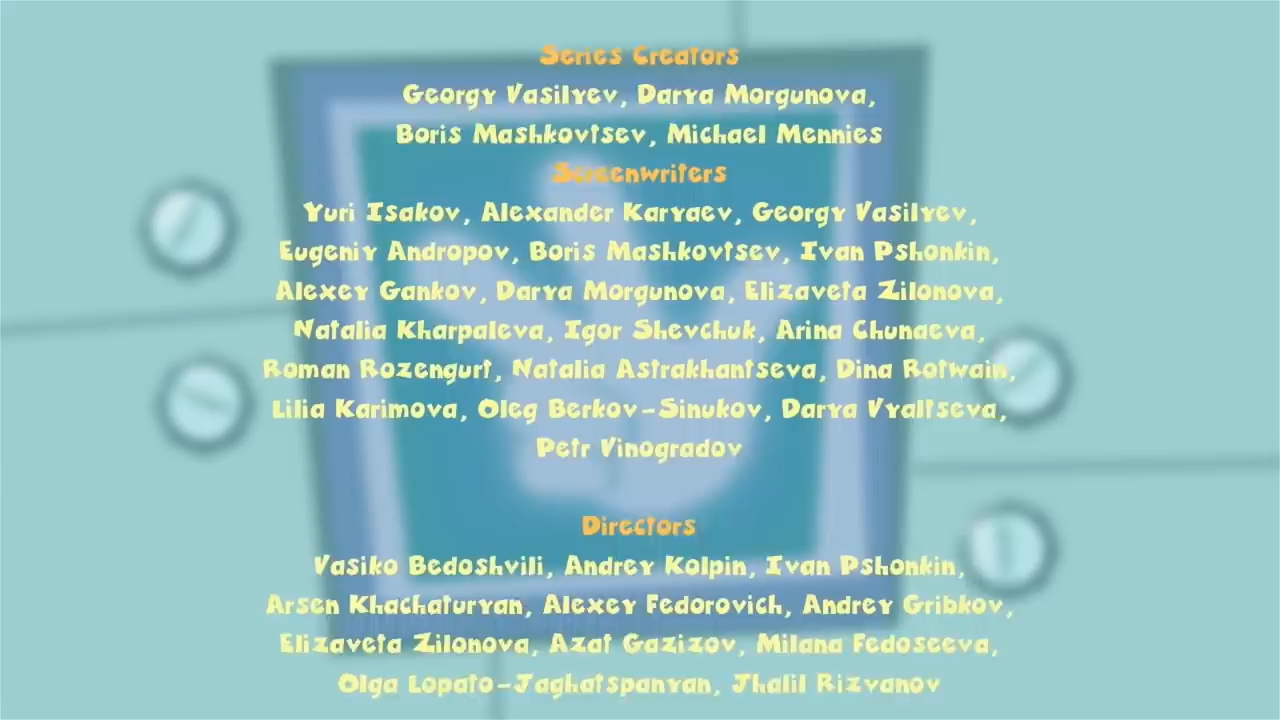 Series Creators
Georgy Vasilyev, Darya Morgunova,
Boris Mashkovtsev, Michael Mennies
Screenwriters
Yuri Isakov, Alexander Karyaev, Georgy Vasilyev,
Eugeniy Andropov, Boris Mashkovtsev, Ivan Pshonkin,
Alexey Gankov, Darya Morgunova, Elizaveta Zilonova,
Natalia Kharpaleva, Igor Shevchuk, Arina Chunaeva,
Roman Rozengurt, Natalia Astrakhantseva, Dina Rotwain,
Lilia Karimova, Oleg Berkov-Sinukov, Darya Vyaltseva,
Petr Vinogradov
Directors
Vasiko Bedoshvili, Andrey Kolpin, Ivan Pshonkin,
Arsen Khachaturyan, Alexey Fedorovich, Andrey Gribkov,
Elizaveta Zilonova, Azat Gazizov, Milana Fedoseeva,
Olga Lopato-Jaghatspanyan, Jhalil Rizvanov